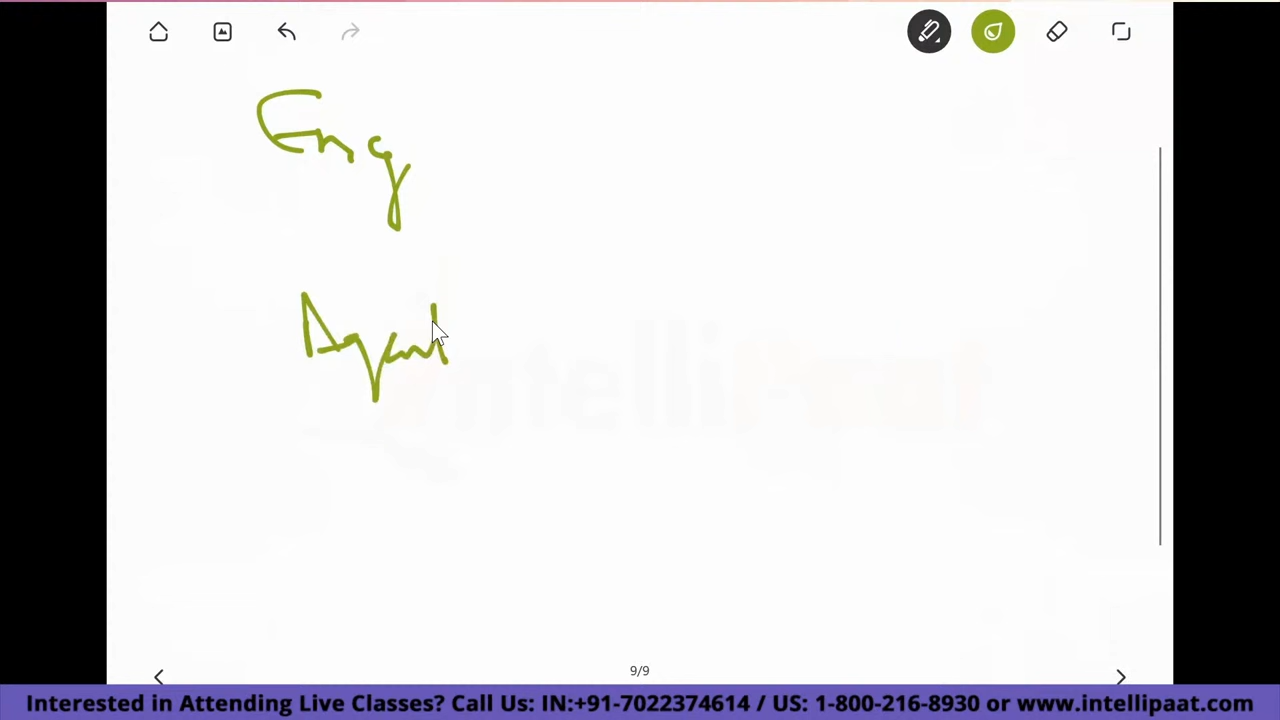 Eng
Agent
intellipaat
9/9
Interested in Attending Live Classes? Call Us: IN:+91-7022374614 / US: 1-800-216-8930 or www.intellipaat.com